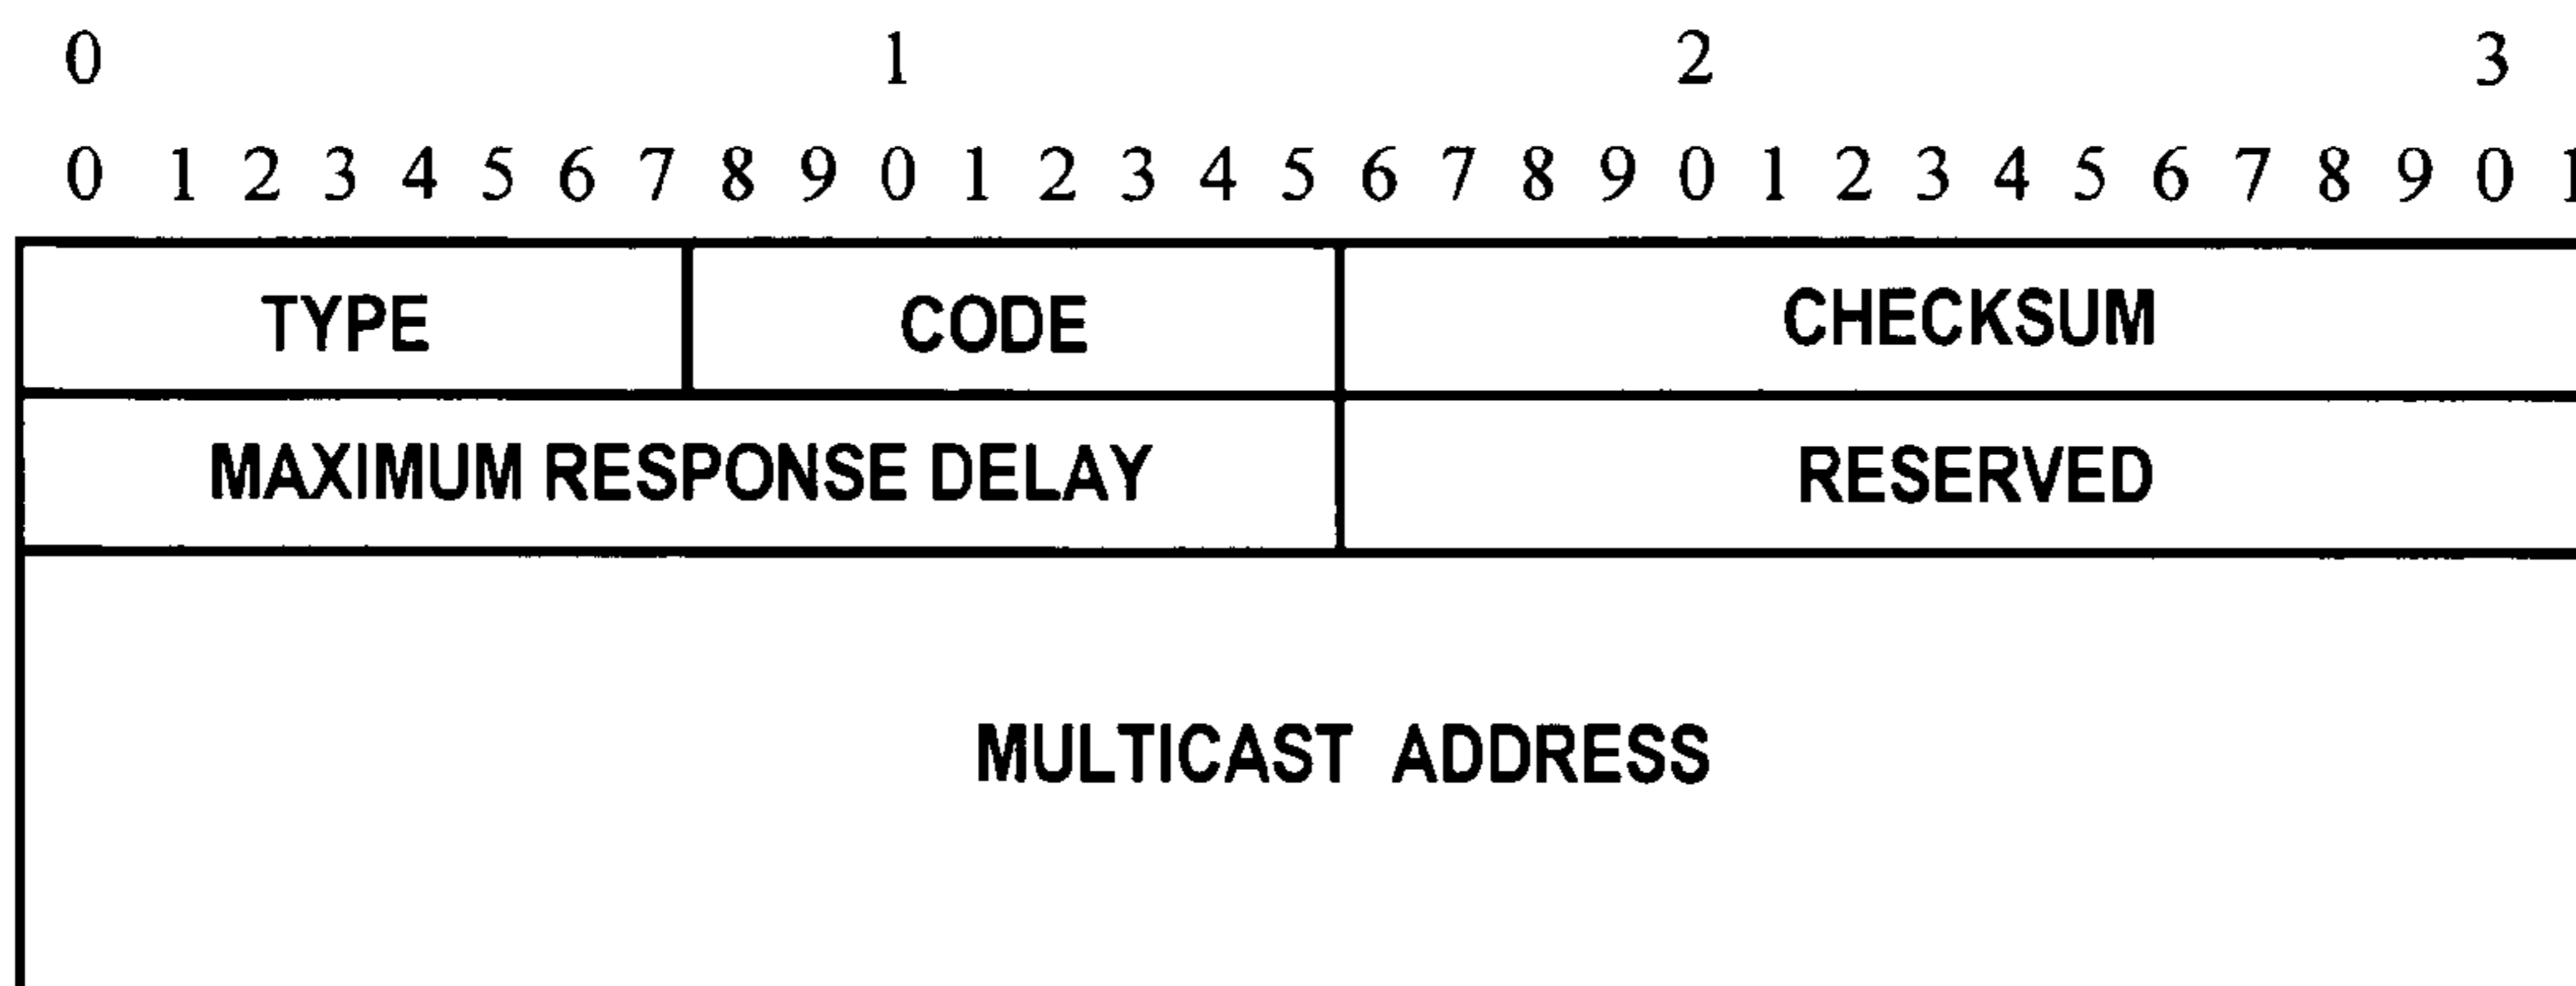 0 1 2 3
0 1 2 3 4 5 6 7 8 9 0 1 2 3 4 5 6 7 8 9 0 1 2 3 4 5 6 7 8 9 0 1
TYPE CODE CHECKSUM
MAXIMUM RESPONSE DELAY RESERVED
MULTICAST ADDRESS